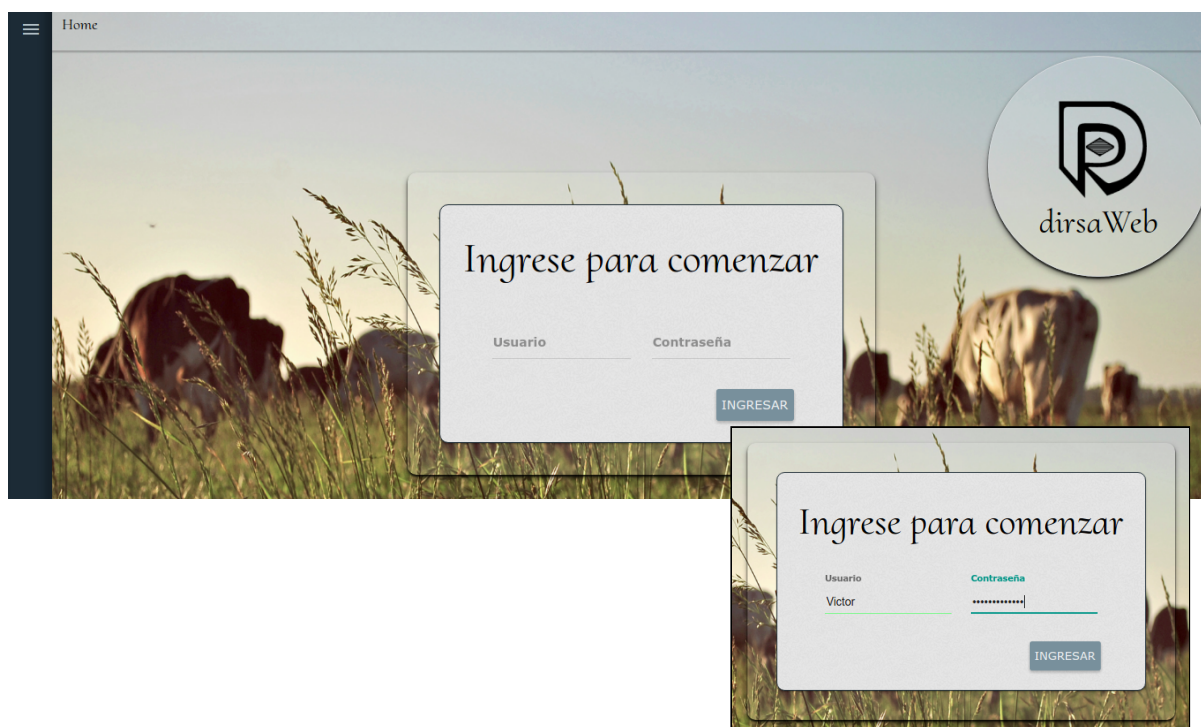 Home
dirsaWeb
Ingrese para comenzar
Usuario Contraseña
INGRESAR
Ingrese para comenzar
Usuario Contraseña
Victor •••••••••••••
INGRESAR